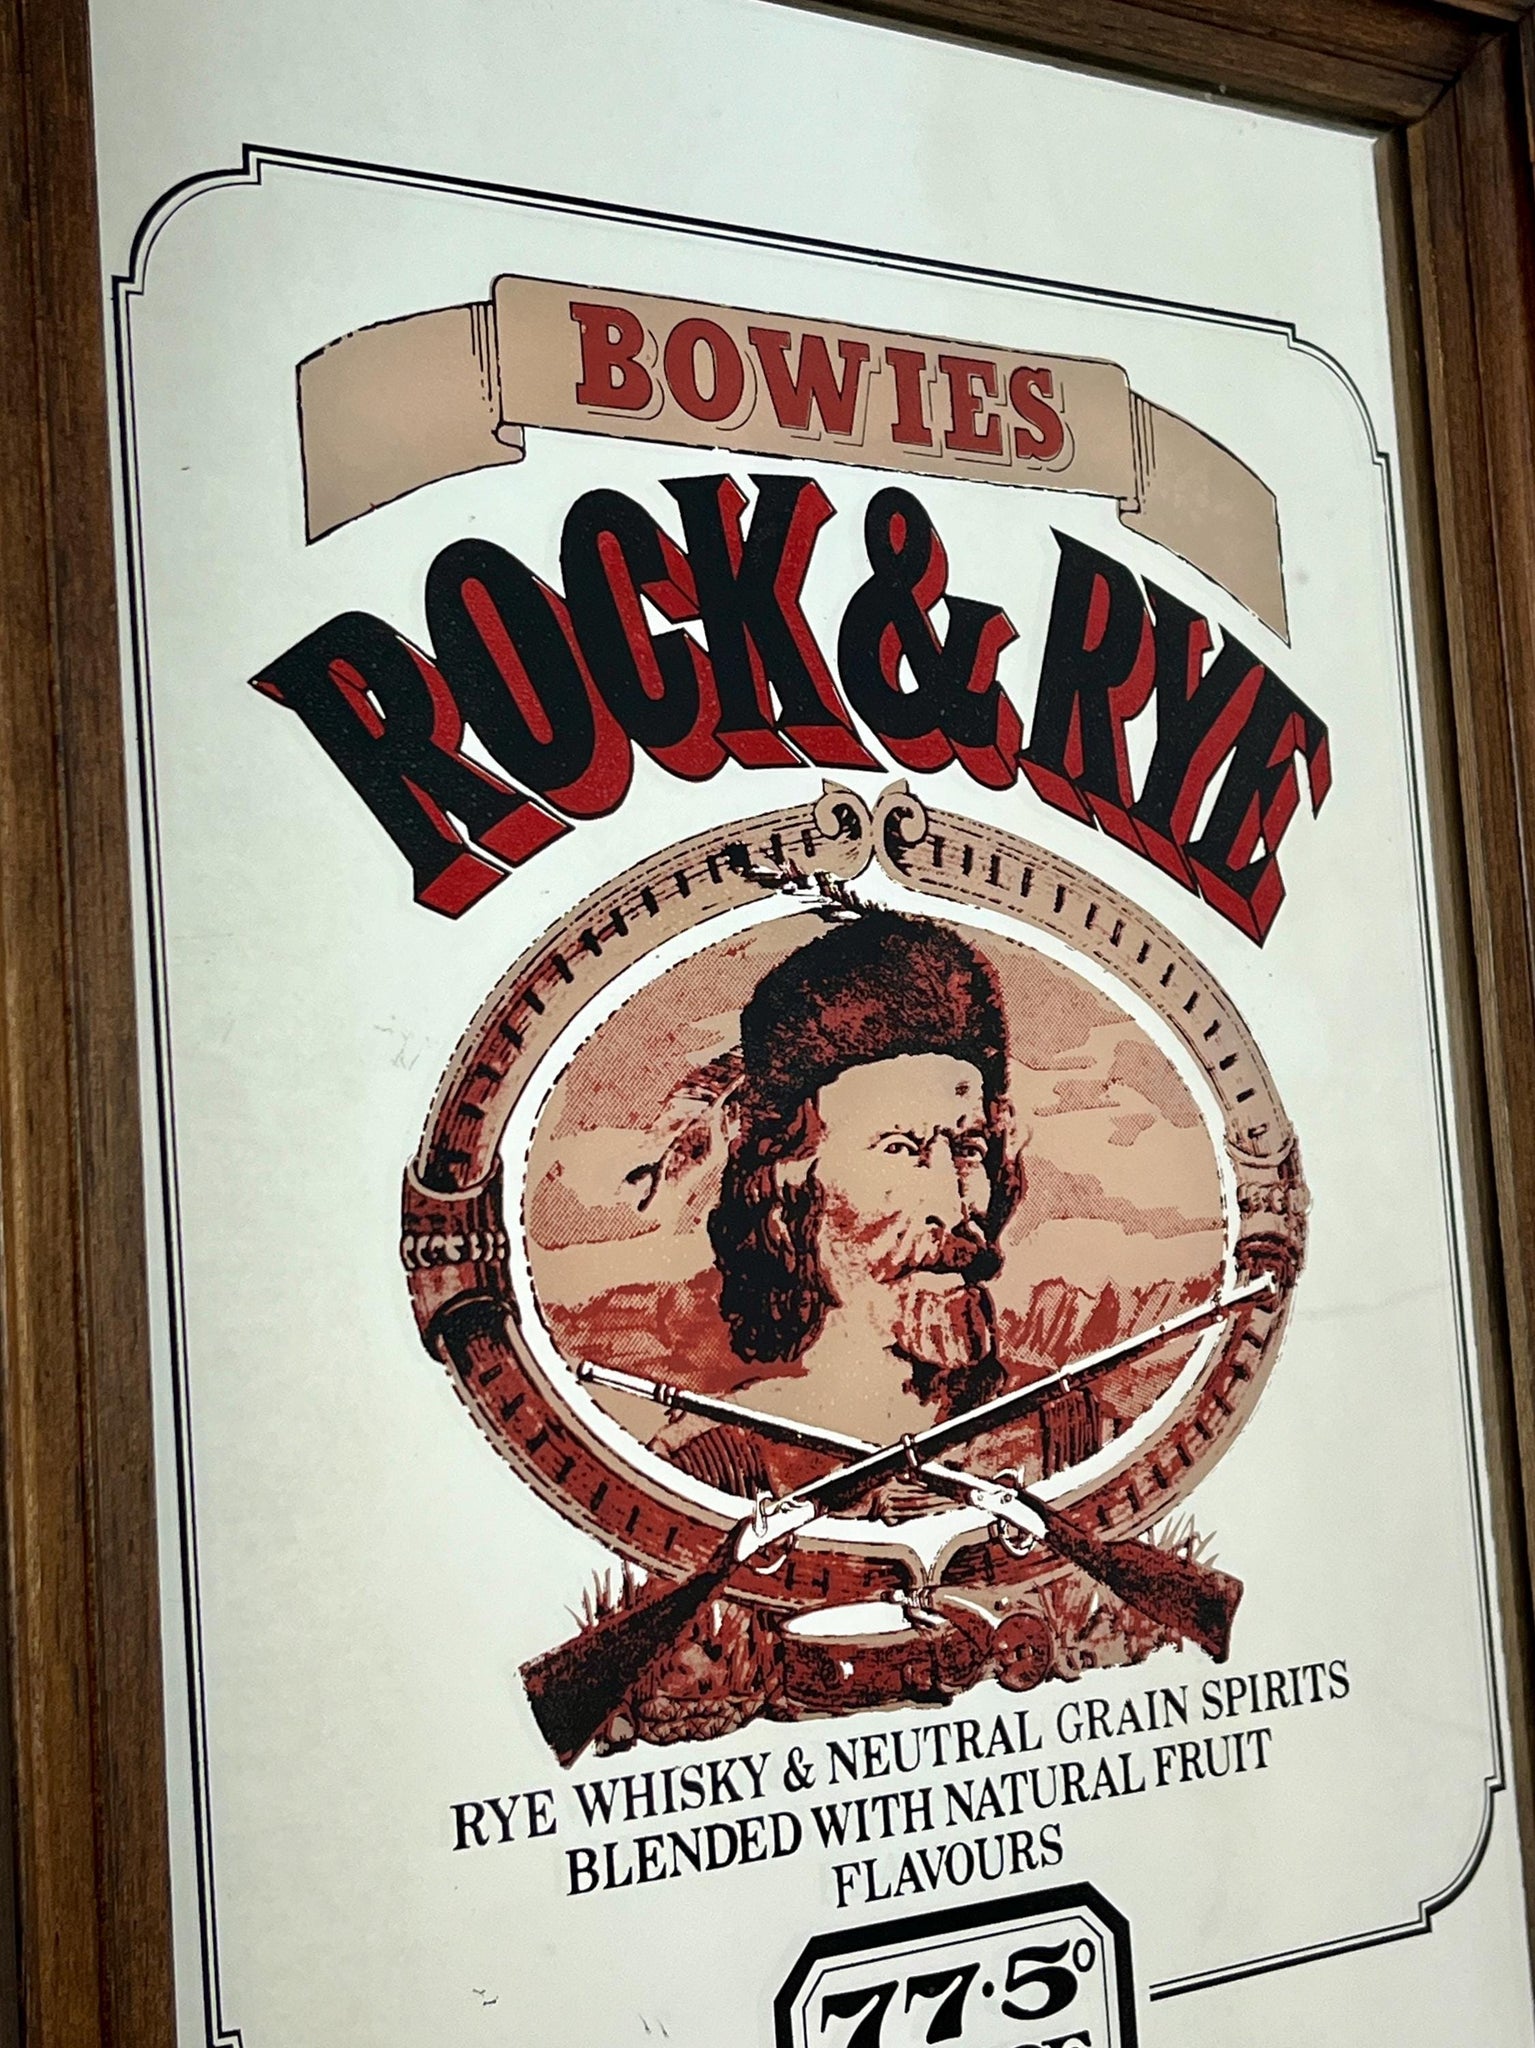 BOWIES
ROCK & RYE
RYE WHISKY & NEUTRAL GRAIN SPIRITS
BLENDED WITH NATURAL FRUIT
FLAVOURS
77·5°